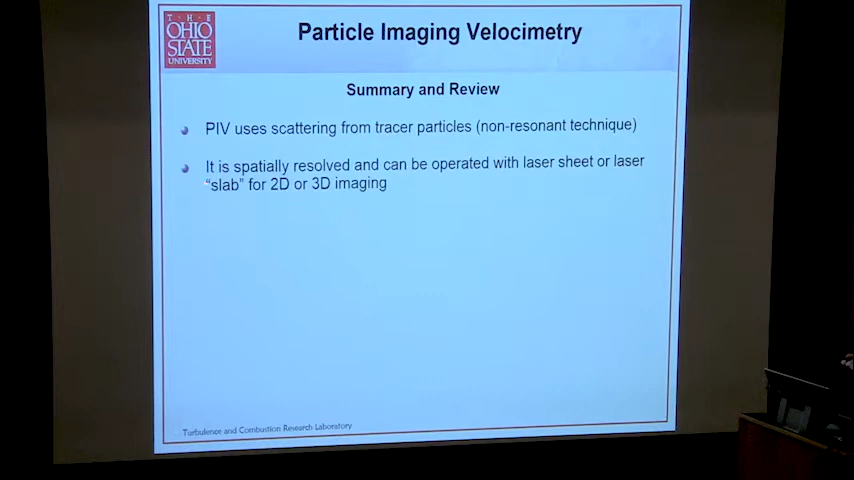 T · H · E
OHIO
STATE
UNIVERSITY
Particle Imaging Velocimetry
Summary and Review
PIV uses scattering from tracer particles (non-resonant technique)
It is spatially resolved and can be operated with laser sheet or laser
“slab” for 2D or 3D imaging
Turbulence and Combustion Research Laboratory